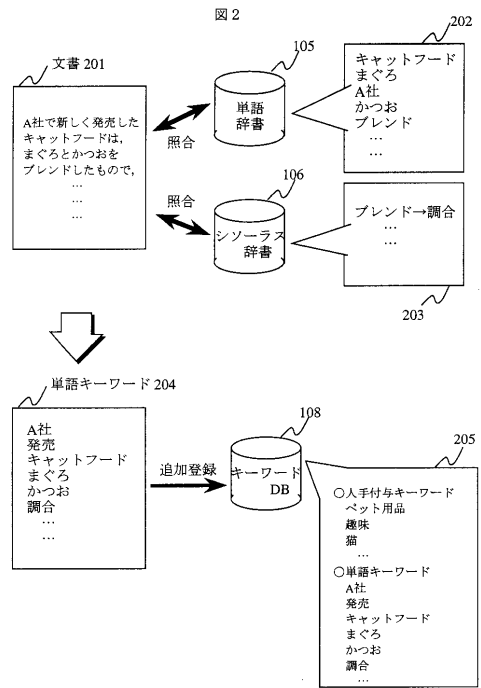 図2
文書 201
A社で新しく発売した
キャットフードは,
まぐろとかつおを
ブレンドしたもので,
…
…
…
照合
105
単語
辞書
202
キャットフード
まぐろ
A社
かつお
ブレンド
…
…
照合
106
シソーラス
辞書
ブレンド→調合
…
…
203
単語キーワード 204
A社
発売
キャットフード
まぐろ
かつお
調合
…
…
追加登録
108
キーワード
DB
205
○人手付与キーワード
ペット用品
趣味
猫
…
○単語キーワード
A社
発売
キャットフード
まぐろ
かつお
調合
…